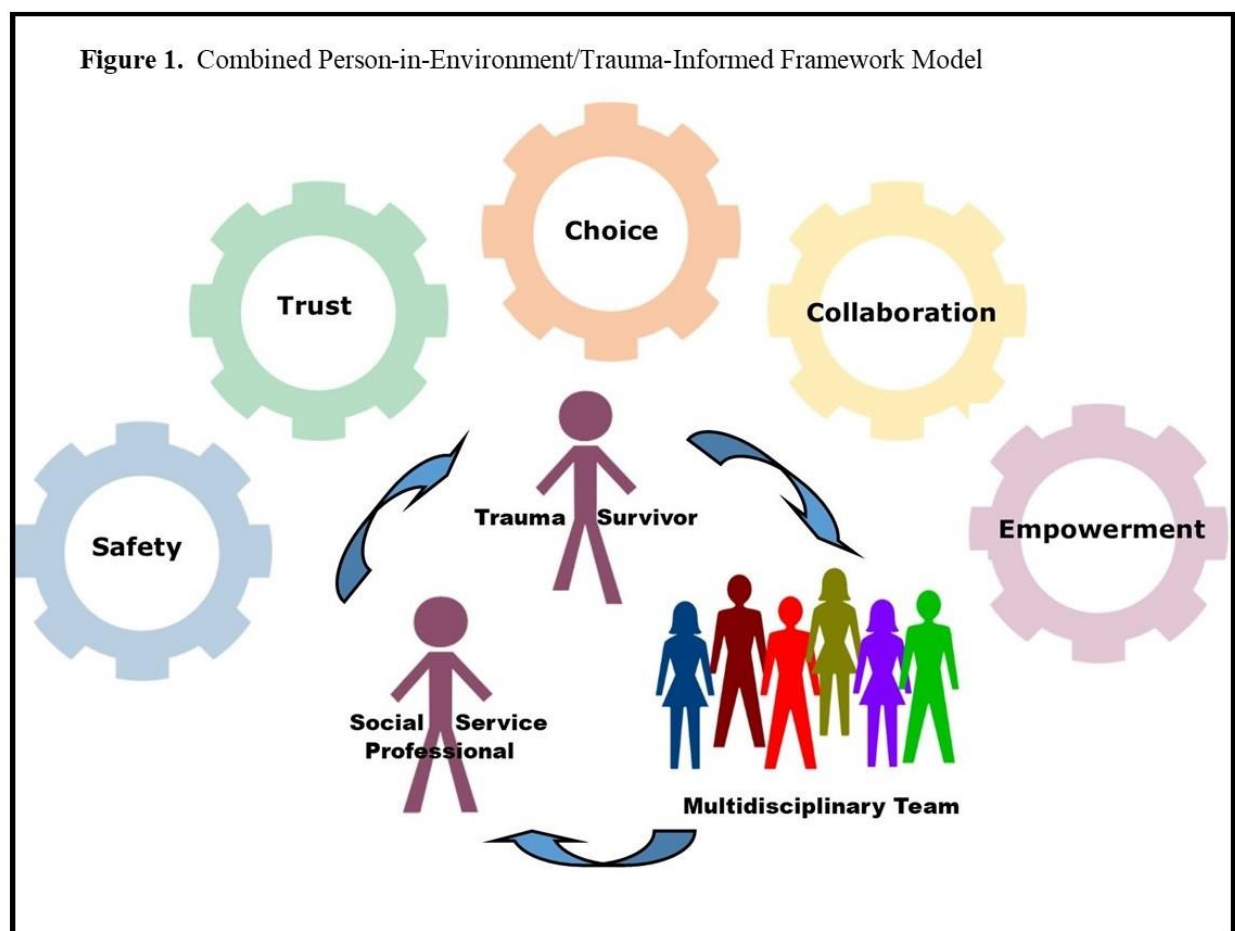 Figure 1. Combined Person-in-Environment/Trauma-Informed Framework Model
Choice
Trust
Collaboration
Safety
Empowerment
Trauma Survivor
Social Service
Professional
Multidisciplinary Team